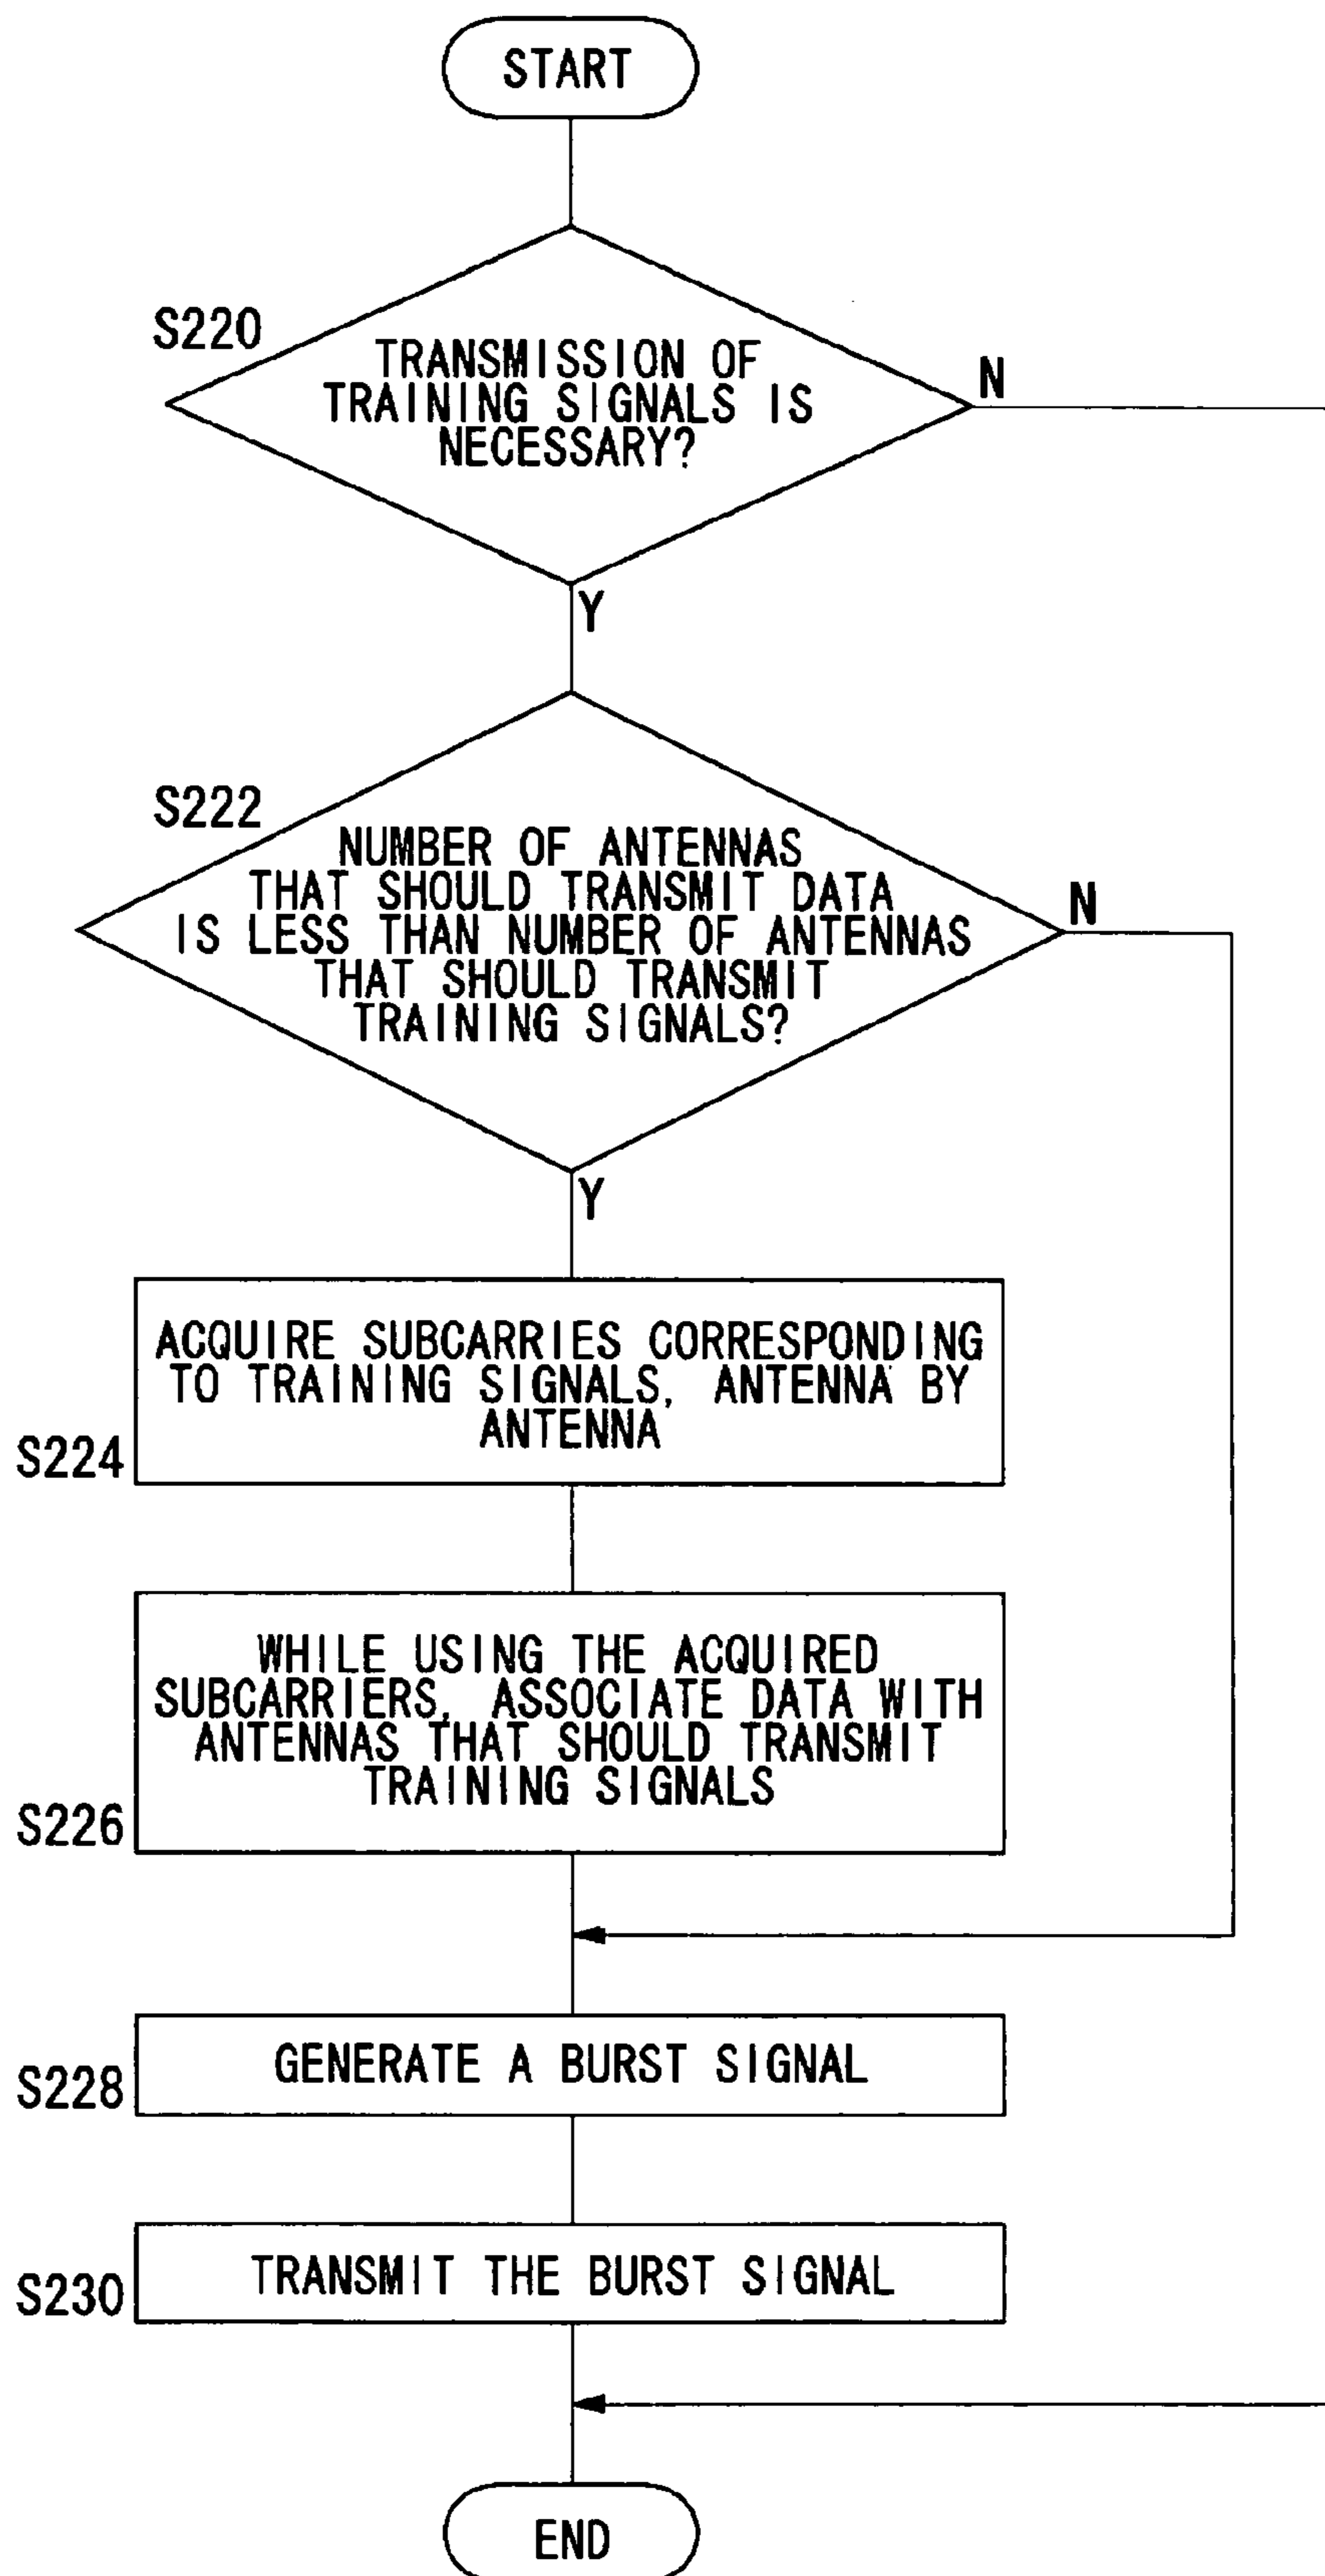 START
S220
TRANSMISSION OF
TRAINING SIGNALS IS
NECESSARY?
N
Y
S222
NUMBER OF ANTENNAS
THAT SHOULD TRANSMIT DATA
IS LESS THAN NUMBER OF ANTENNAS
THAT SHOULD TRANSMIT
TRAINING SIGNALS?
N
Y
ACQUIRE SUBCARRIES CORRESPONDING
TO TRAINING SIGNALS, ANTENNA BY
ANTENNA
S224
WHILE USING THE ACQUIRED
SUBCARRIERS, ASSOCIATE DATA WITH
ANTENNAS THAT SHOULD TRANSMIT
TRAINING SIGNALS
S226
GENERATE A BURST SIGNAL
S228
TRANSMIT THE BURST SIGNAL
S230
END